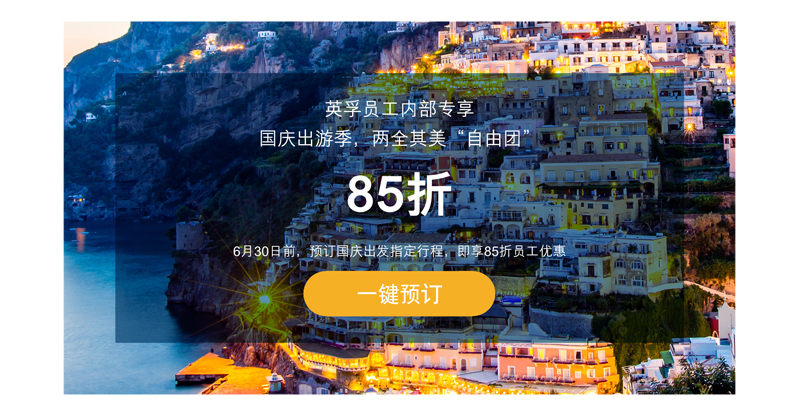 英孚员工内部专享
国庆出游季，两全其美“自由团”
85折
6月30日前，预订国庆出发指定行程，即享85折员工优惠
一键预订